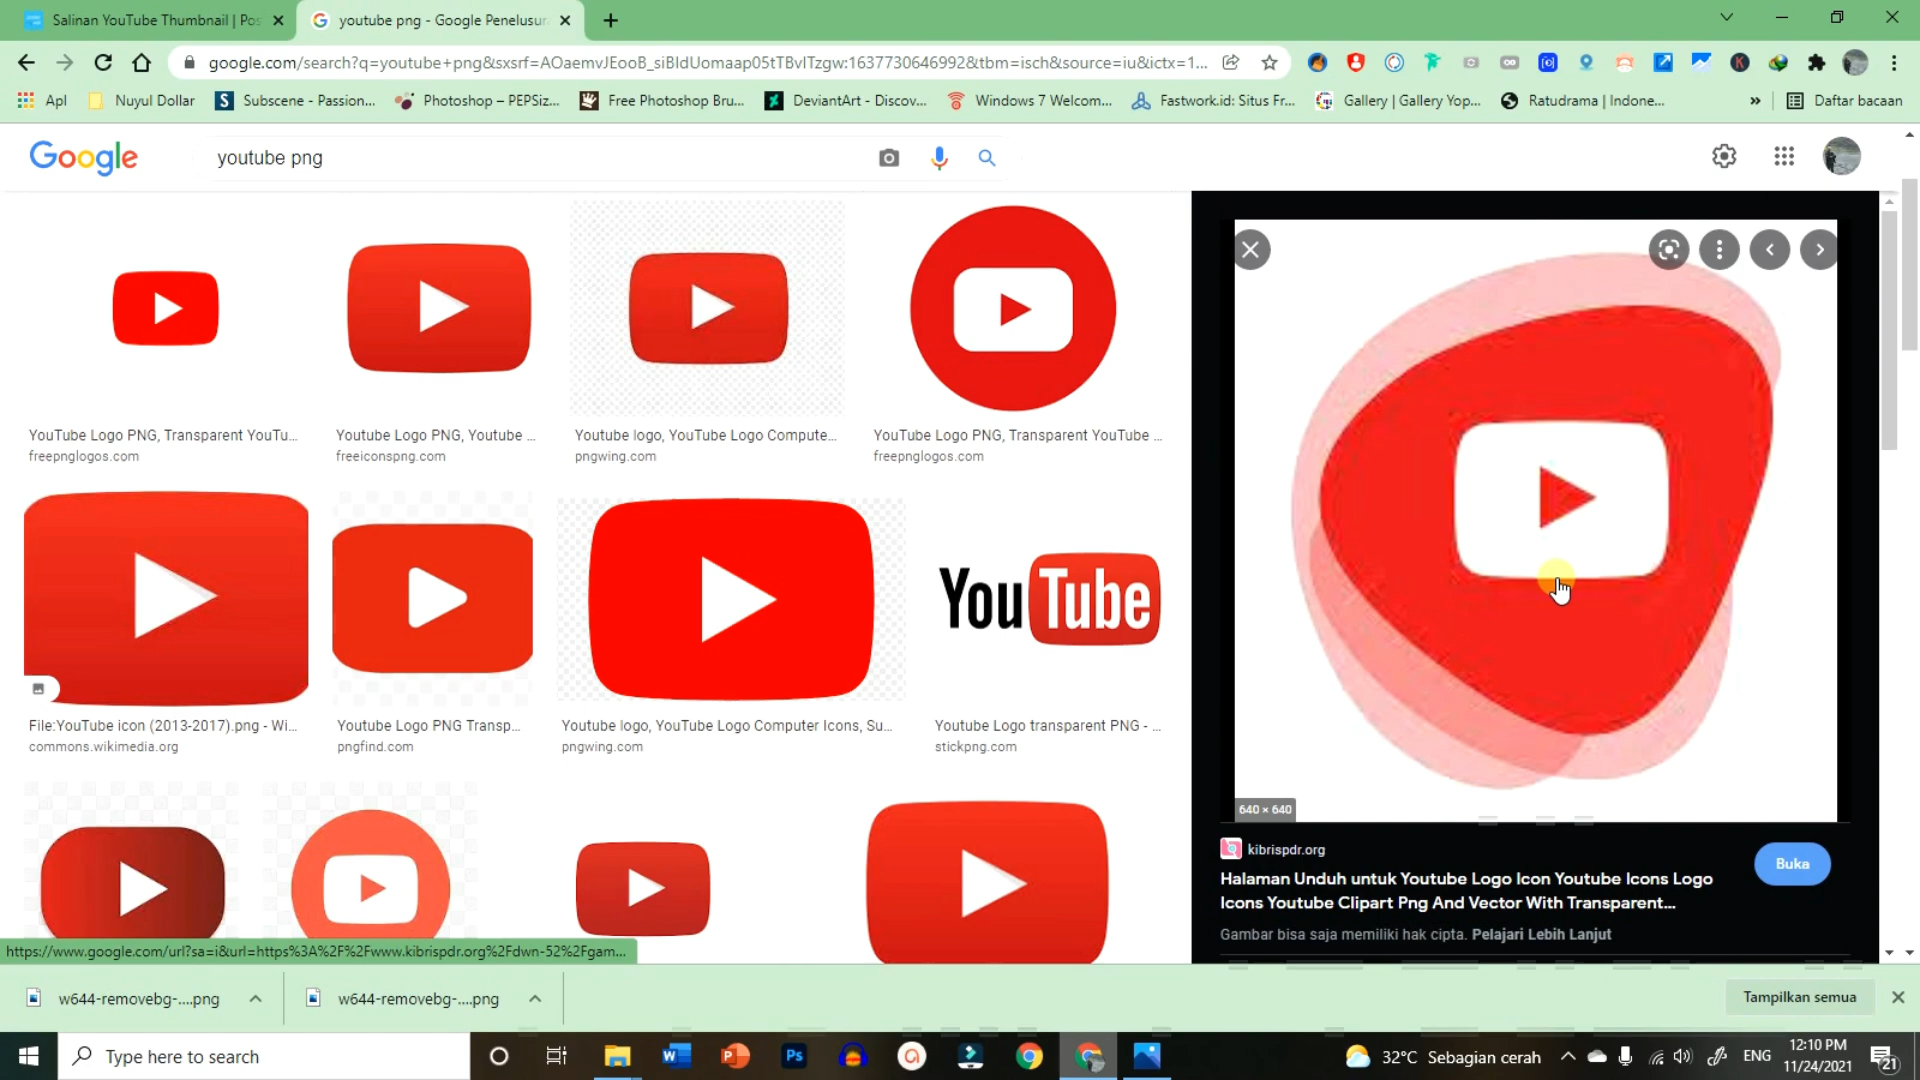 Salinan YouTube Thumbnail | Pos
youtube png - Google Penelusura
google.com/search?q=youtube+png&sxsrf=AOaemvJEooB_siBIdUomaap05tTBvITzgw:1637730646992&tbm=isch&source=iu&ictx=1...
Apl
Nuyul Dollar
Subscene - Passion...
Photoshop – PEPSiz...
Free Photoshop Bru...
DeviantArt - Discov...
Windows 7 Welcom...
Fastwork.id: Situs Fr...
Gallery | Gallery Yop...
Ratudrama | Indone...
»
Daftar bacaan
Google
youtube png
YouTube Logo PNG, Transparent YouTu...
freepnglogos.com
Youtube Logo PNG, Youtube ...
freeiconspng.com
Youtube logo, YouTube Logo Compute...
pngwing.com
YouTube Logo PNG, Transparent YouTube ...
freepnglogos.com
YouTube
File:YouTube icon (2013-2017).png - Wi...
commons.wikimedia.org
Youtube Logo PNG Transp...
pngfind.com
Youtube logo, YouTube Logo Computer Icons, Su...
pngwing.com
Youtube Logo transparent PNG - ...
stickpng.com
640 × 640
kibrispdr.org
Halaman Unduh untuk Youtube Logo Icon Youtube Icons Logo
Icons Youtube Clipart Png And Vector With Transparent...
Buka
Gambar bisa saja memiliki hak cipta. Pelajari Lebih Lanjut
https://www.google.com/url?sa=i&url=https%3A%2F%2Fwww.kibrispdr.org%2Fdwn-52%2Fgam...
w644-removebg-....png
w644-removebg-....png
Tampilkan semua
Type here to search
Ps
32°C Sebagian cerah
ENG
12:10 PM
11/24/2021
21